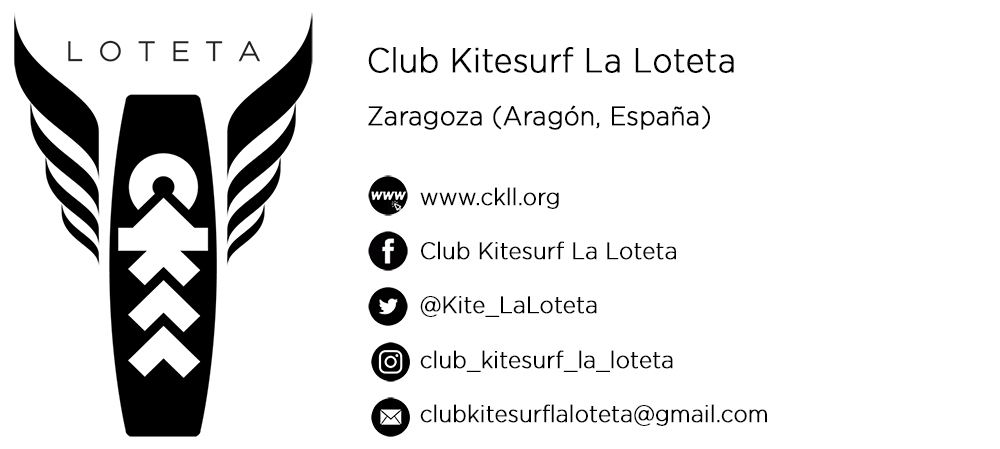 LOTETA
Club Kitesurf La Loteta
Zaragoza (Aragón, España)
www www.ckll.org
Club Kitesurf La Loteta
@Kite_LaLoteta
club_kitesurf_la_loteta
clubkitesurflaloteta@gmail.com